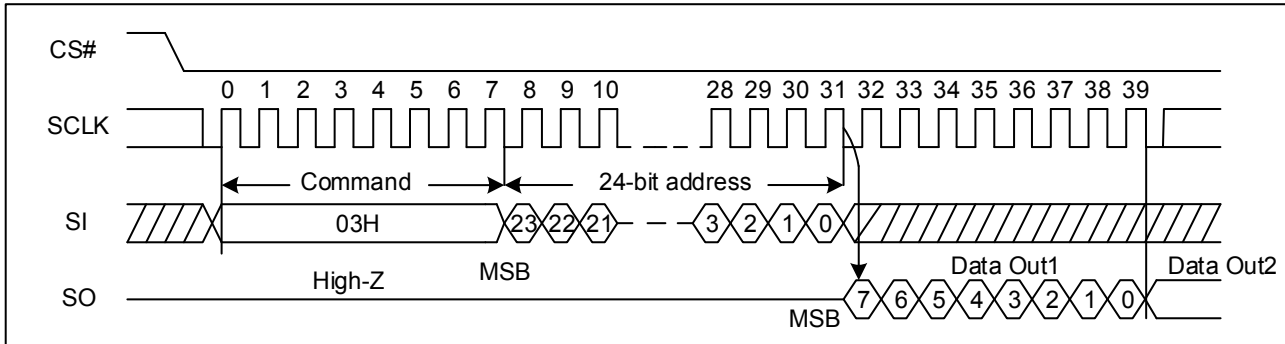 CS#
0 1 2 3 4 5 6 7 8 9 10 28 29 30 31 32 33 34 35 36 37 38 39
SCLK
Command 24-bit address
SI 03H 23 22 21 3 2 1 0
High-Z MSB Data Out1 Data Out2
SO 7 6 5 4 3 2 1 0
MSB